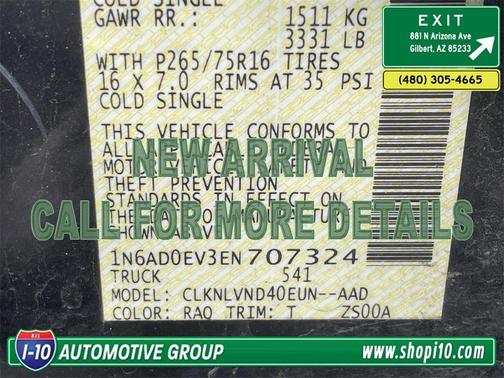 COLD SINGLE
GAWR RR.: 1511 KG
3331 LB
WITH P265/75R16 TIRES
16 X 7.0 RIMS AT 35 PSI
COLD SINGLE
THIS VEHICLE CONFORMS TO
THEFT PREVENTION
STANDARDS IN EFFECT ON
1N6AD0EV3EN707324
TRUCK 541
MODEL: CLKNLVND40EUN--AAD
COLOR: RAQ TRIM: T ZS00A
EXIT
881 N Arizona Ave
Gilbert, AZ 85233
(480) 305-4665
NEW ARRIVAL
CALL FOR MORE DETAILS
I-10 AUTOMOTIVE GROUP
www.shopi10.com